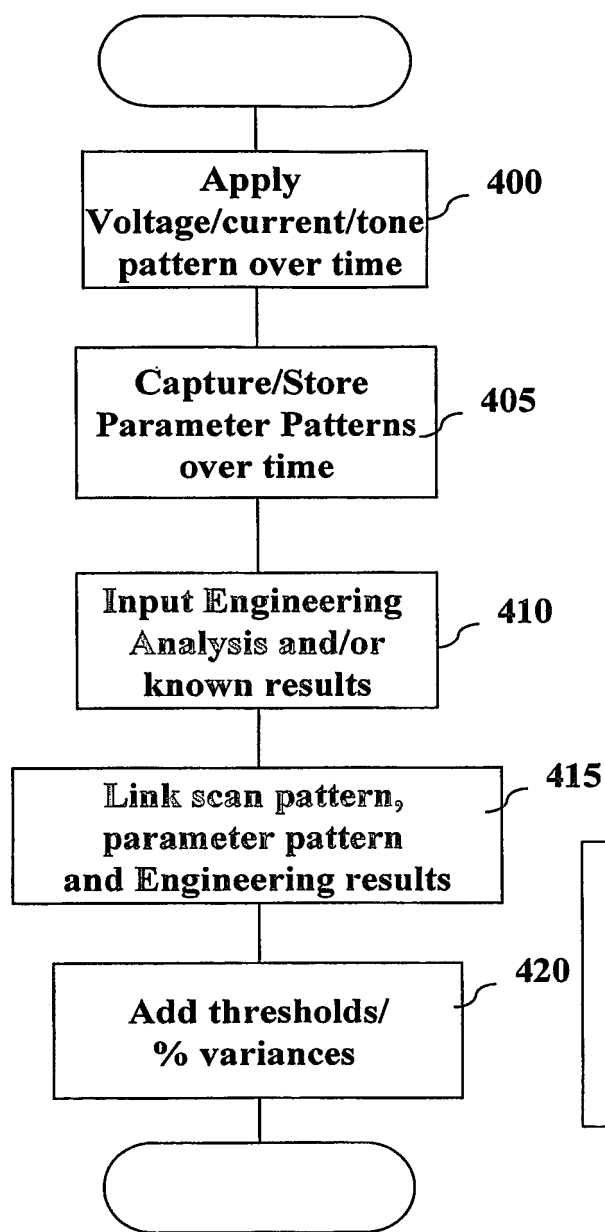 Apply
Voltage/current/tone
pattern over time
400
Capture/Store
Parameter Patterns
over time
405
Input Engineering
Analysis and/or
known results
410
Link scan pattern,
parameter pattern
and Engineering results
415
Add thresholds/
% variances
420